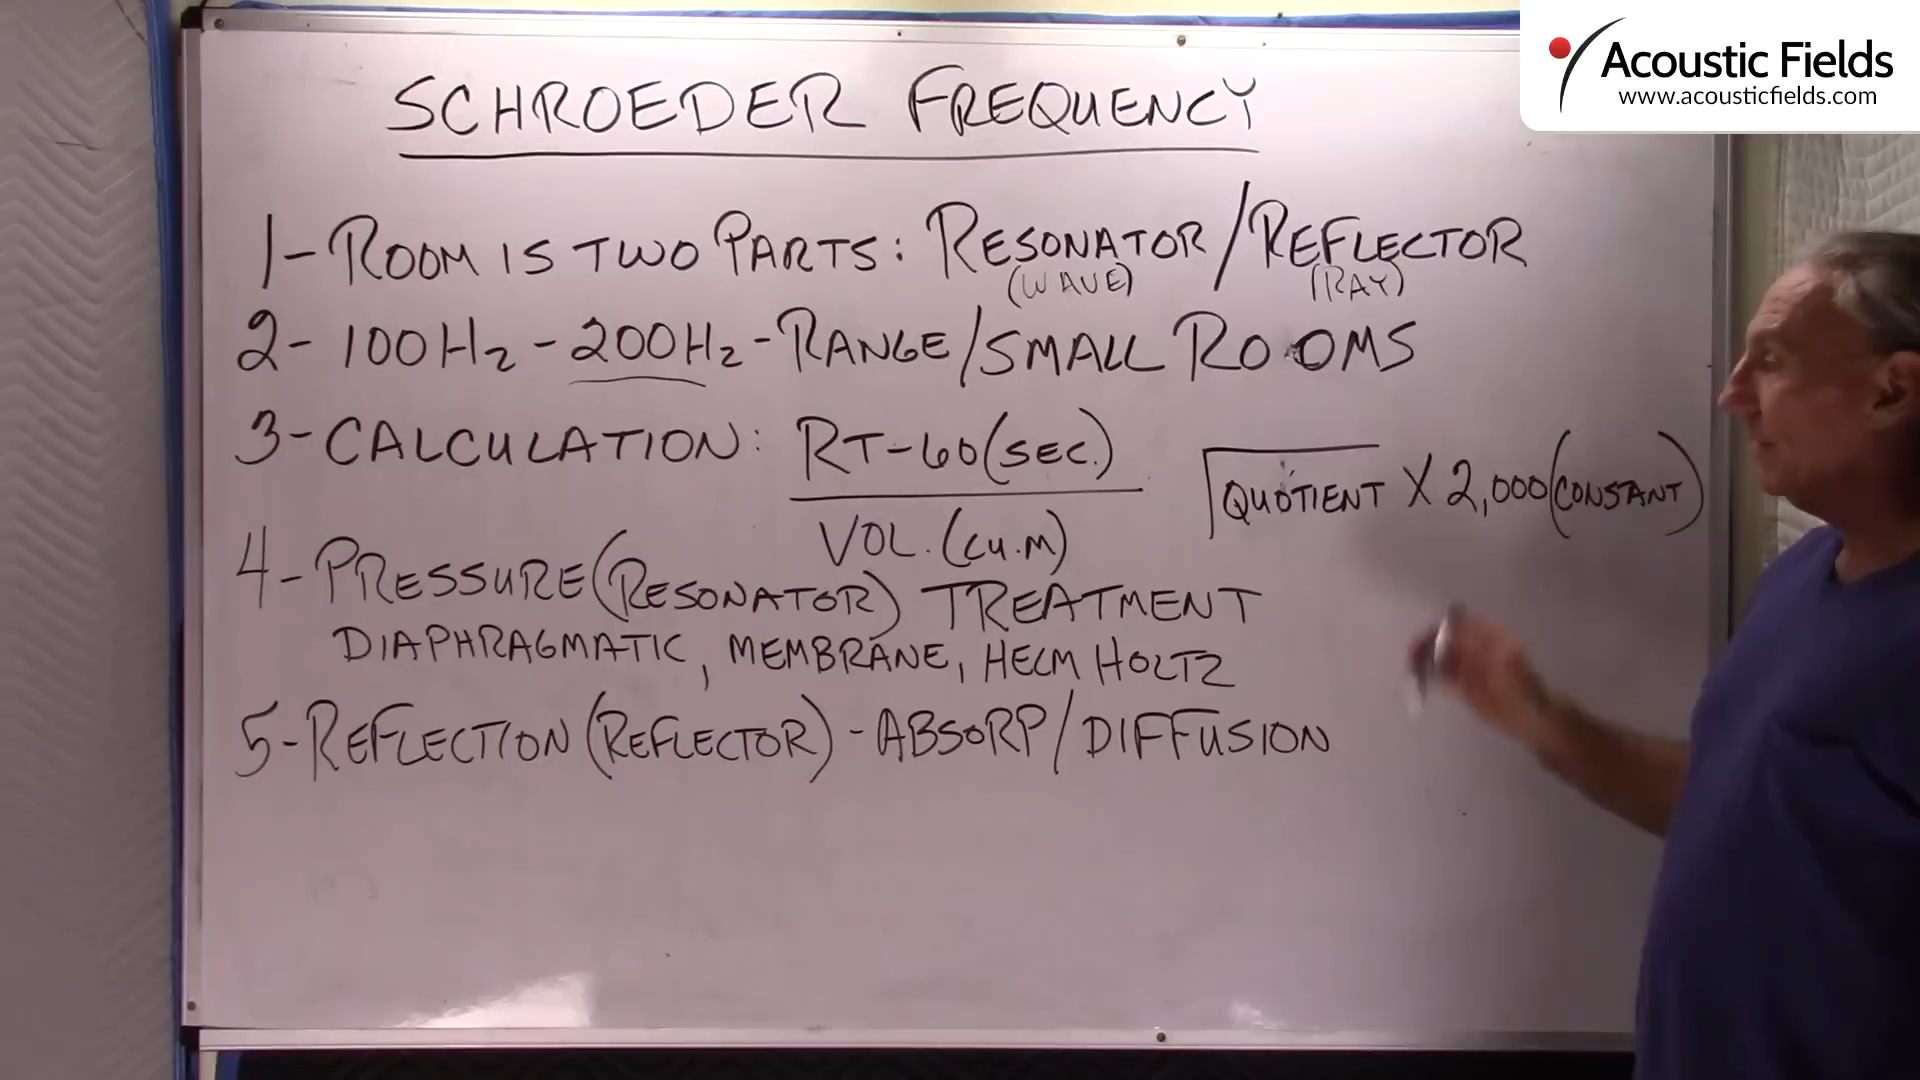 Acoustic Fields
www.acousticfields.com
SCHROEDER FREQUENCY
1-ROOM IS TWO PARTS: RESONATOR/REFLECTOR
(WAVE) (RAY)
2-100Hz-200Hz-RANGE/SMALL ROOMS
3-CALCULATION: RT-60(SEC.)
VOL.(CU.M)
√QUOTIENT X 2,000(CONSTANT)
4-PRESSURE(RESONATOR) TREATMENT
DIAPHRAGMATIC, MEMBRANE, HELM HOLTZ
5-REFLECTION(REFLECTOR)-ABSORP/DIFFUSION